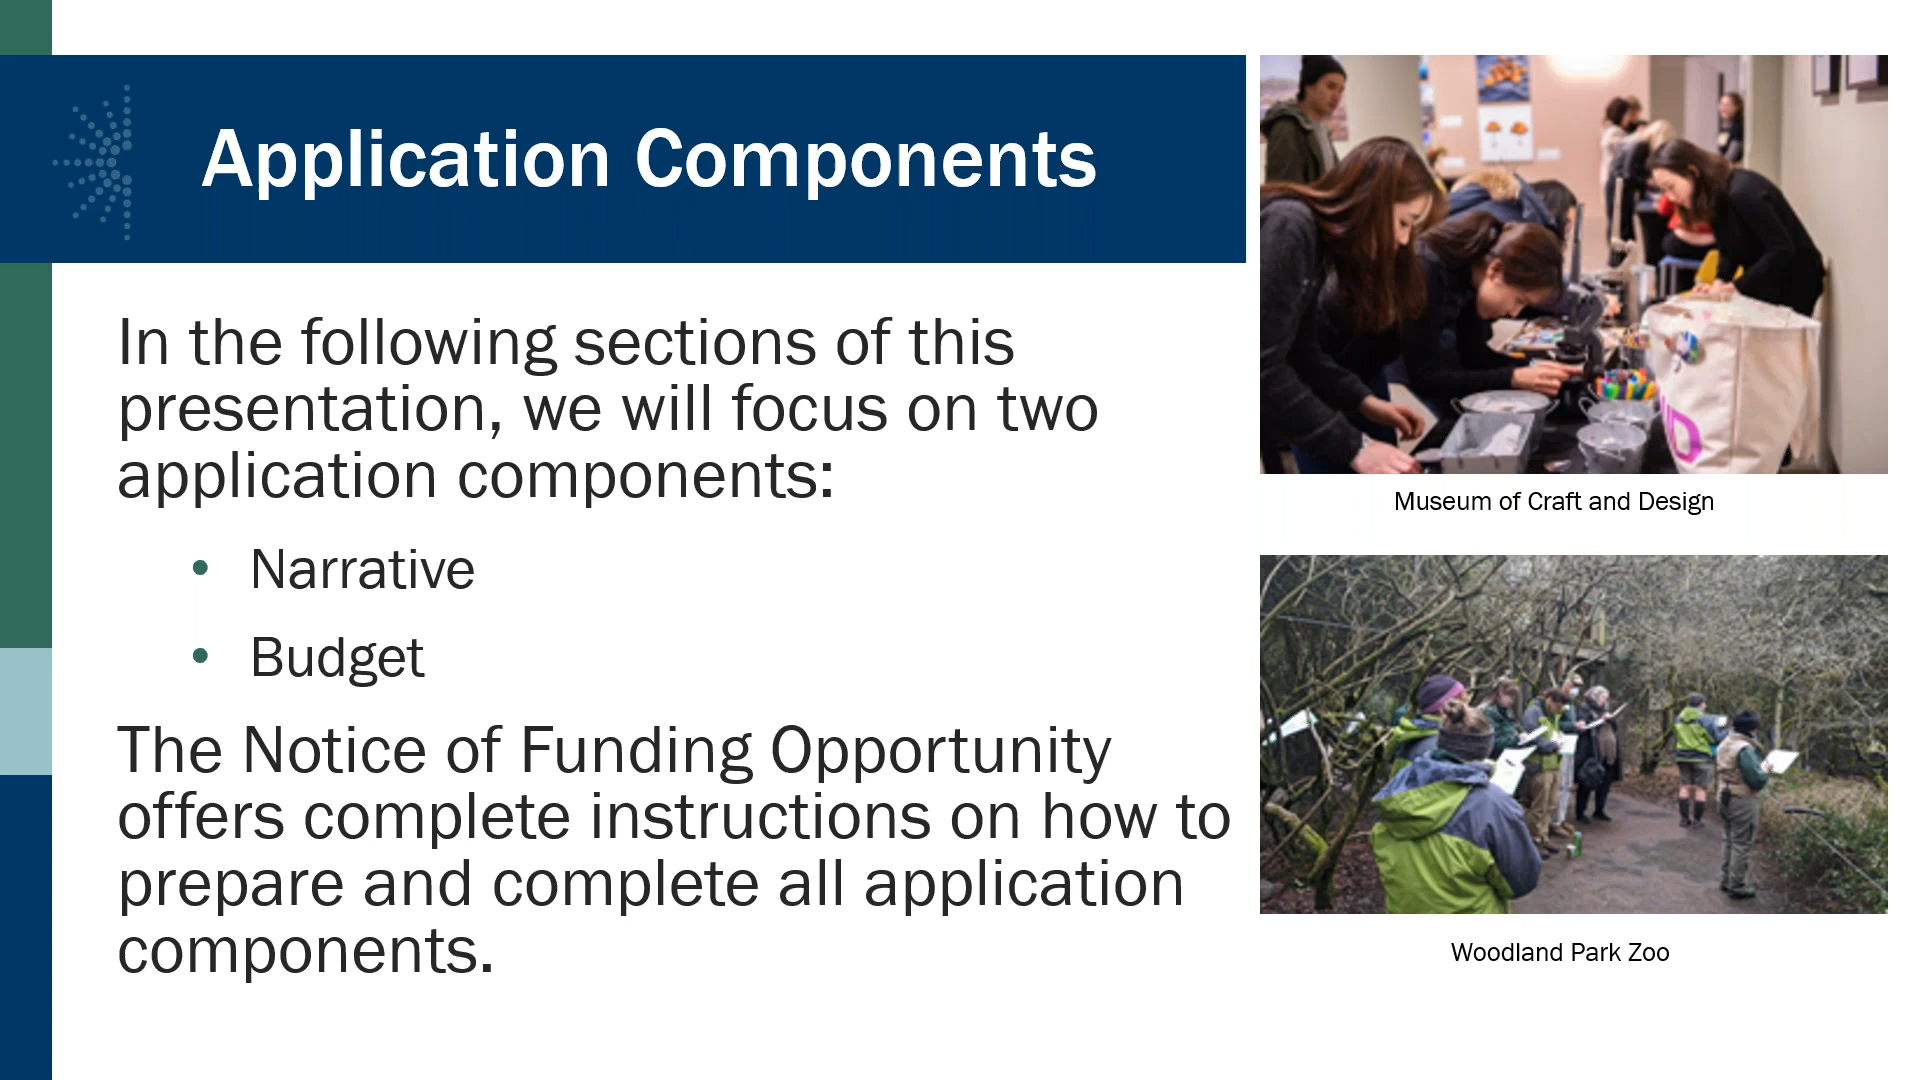 Application Components
In the following sections of this
presentation, we will focus on two
application components:
• Narrative
• Budget
The Notice of Funding Opportunity
offers complete instructions on how to
prepare and complete all application
components.
Museum of Craft and Design
Woodland Park Zoo